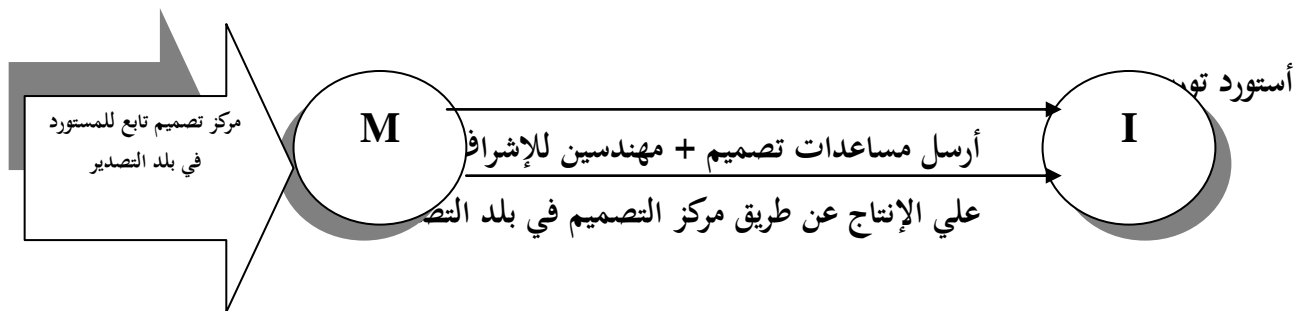 أستورد
I
أرسل مساعدات تصميم + مهندسين
علي الإنتاج عن طريق مركز التصميم في بلد
M
مركز تصميم تابع للمستورد
في بلد التصدير